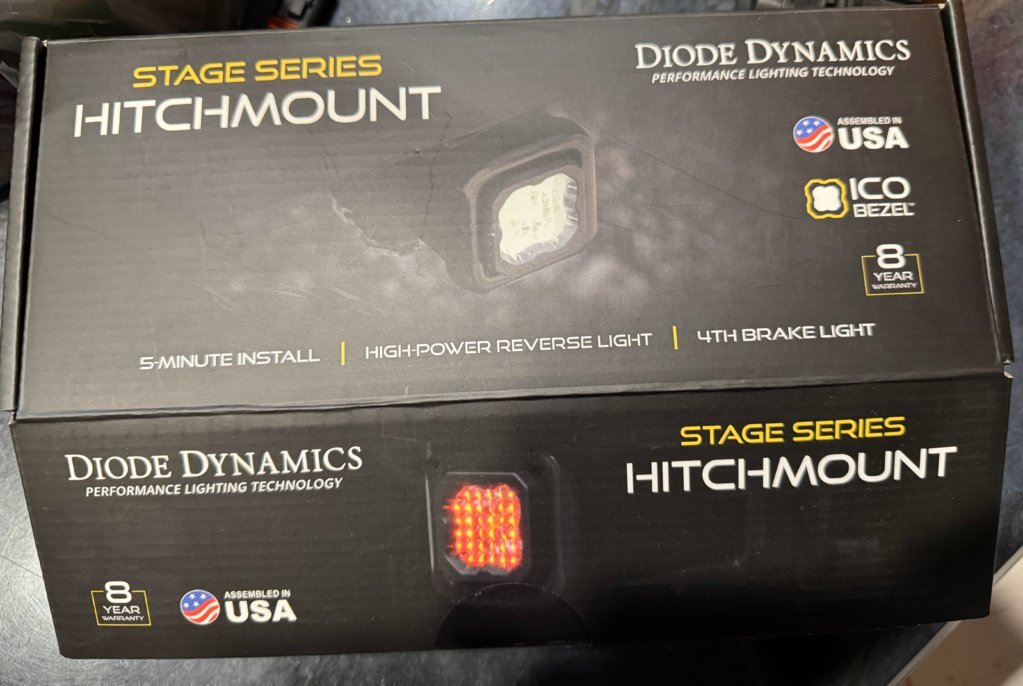 STAGE SERIES
HITCHMOUNT
DIODE DYNAMICS
PERFORMANCE LIGHTING TECHNOLOGY
ASSEMBLED IN
USA
ICO
BEZEL™
8
YEAR
WARRANTY
5-MINUTE INSTALL | HIGH-POWER REVERSE LIGHT | 4TH BRAKE LIGHT
DIODE DYNAMICS
PERFORMANCE LIGHTING TECHNOLOGY
STAGE SERIES
HITCHMOUNT
8
YEAR
WARRANTY
ASSEMBLED IN
USA